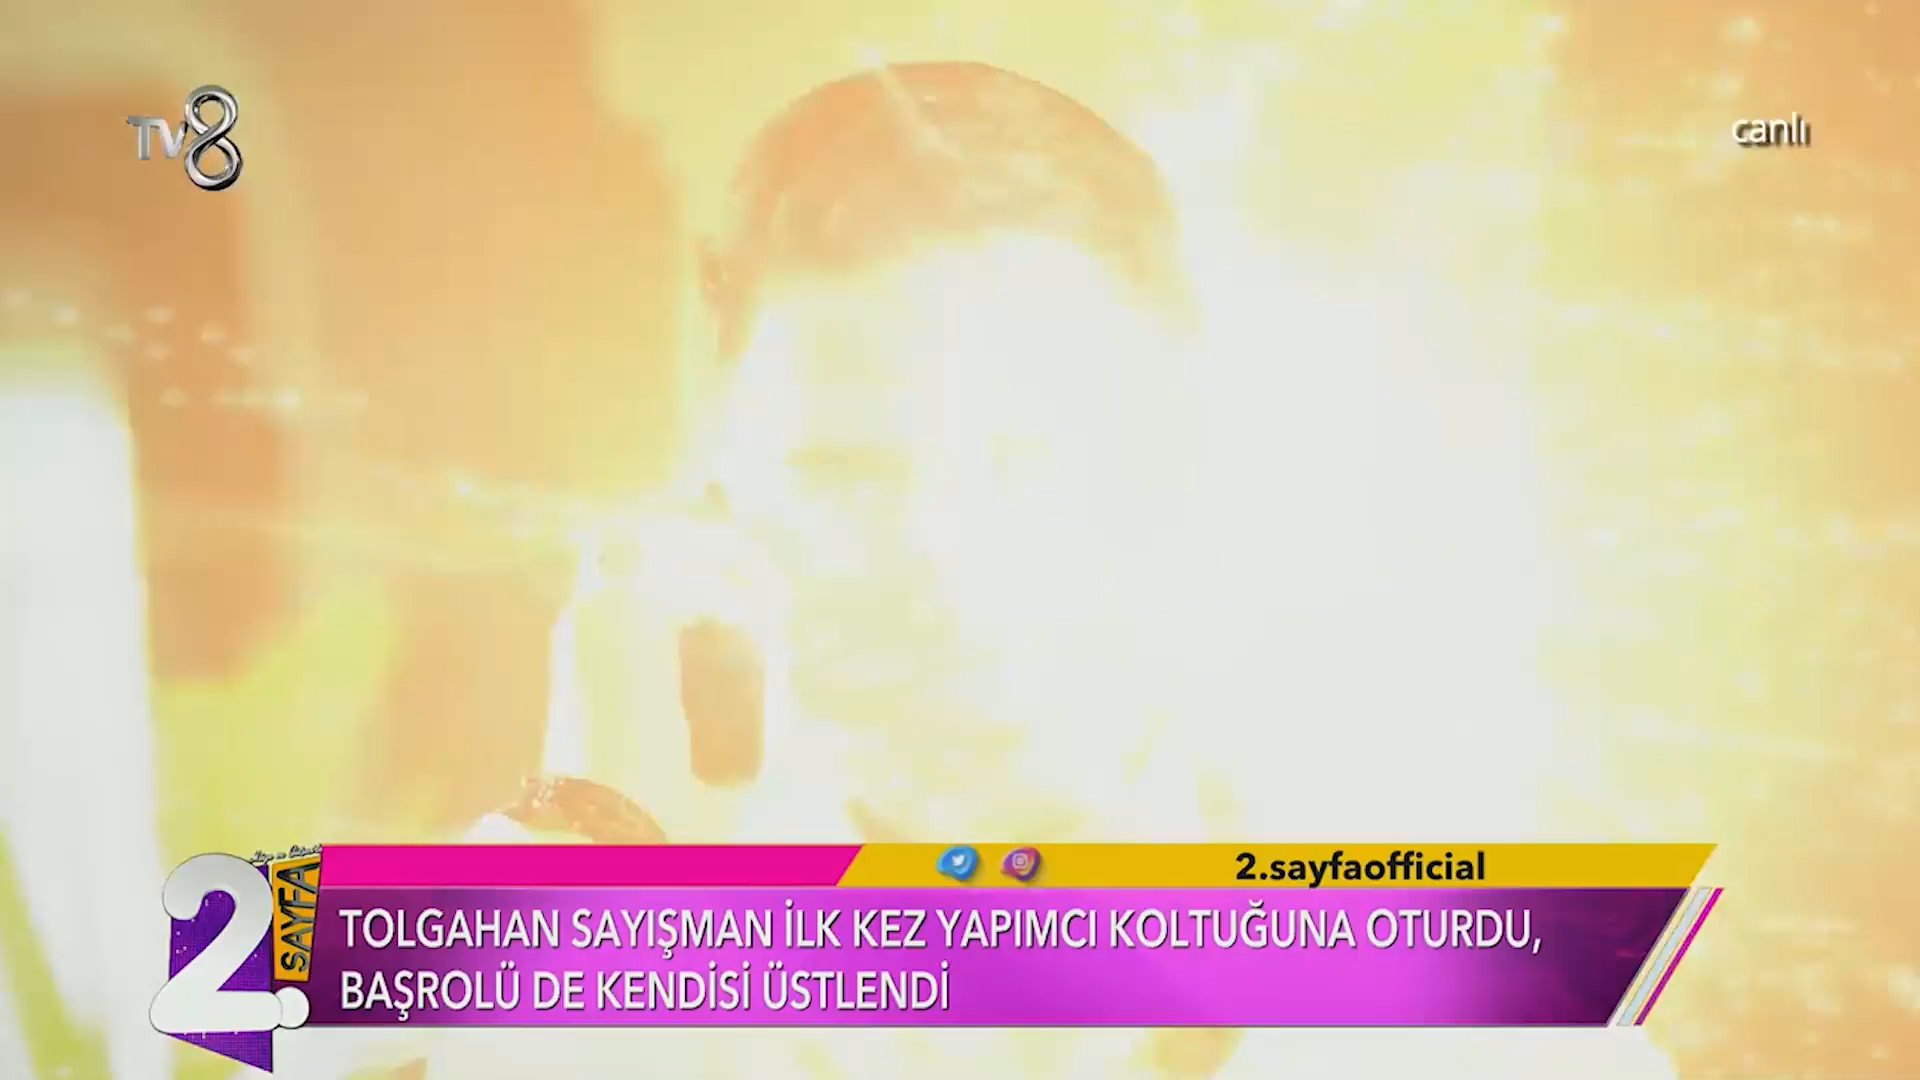 TV8
canlı
2.sayfaofficial
2. SAYFA
TOLGAHAN SAYIŞMAN İLK KEZ YAPIMCI KOLTUĞUNA OTURDU,
BAŞROLÜ DE KENDİSİ ÜSTLENDİ